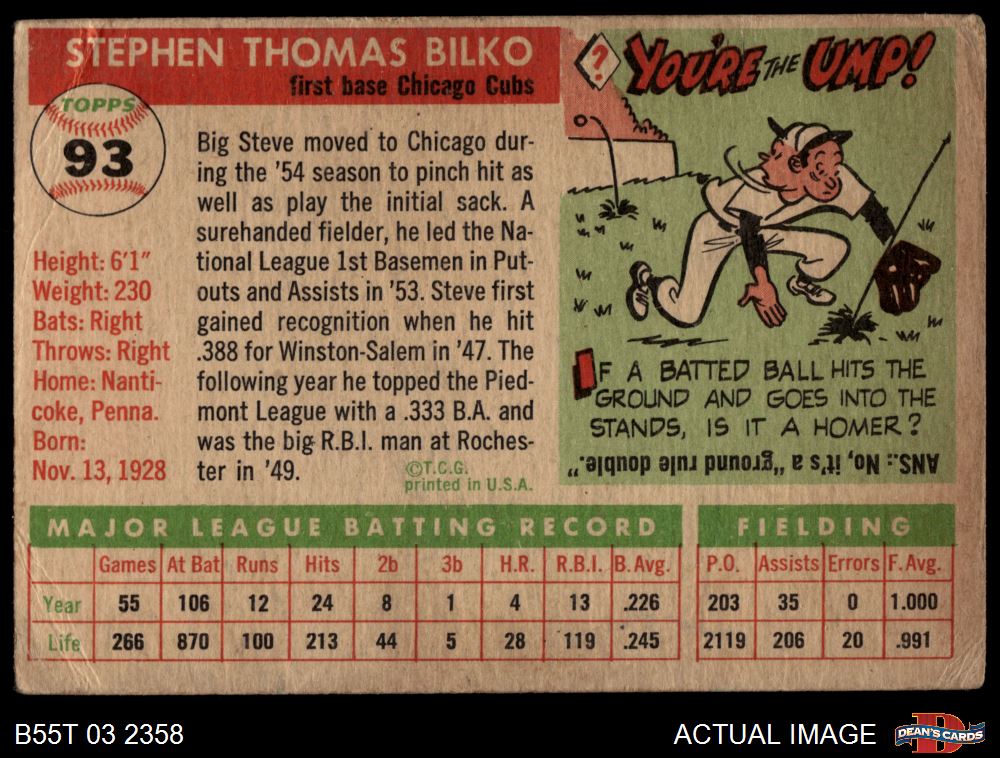 STEPHEN THOMAS BILKO
first base Chicago Cubs
TOPPS
93
Height: 6'1"
Weight: 230
Bats: Right
Throws: Right
Home: Nanti-
coke, Penna.
Born:
Nov. 13, 1928
Big Steve moved to Chicago dur-
ing the '54 season to pinch hit as
well as play the initial sack. A
surehanded fielder, he led the Na-
tional League 1st Basemen in Put-
outs and Assists in '53. Steve first
gained recognition when he hit
.388 for Winston-Salem in '47. The
following year he topped the Pied-
mont League with a .333 B.A. and
was the big R.B.I. man at Roches-
ter in '49.
©T.C.G.
printed in U.S.A.
? YOU'RE THE UMP!
IF A BATTED BALL HITS THE
GROUND AND GOES INTO THE
STANDS, IS IT A HOMER?
ANS.: No, it's a "ground rule double."
MAJOR LEAGUE BATTING RECORD FIELDING
Games At Bat Runs Hits 2b 3b H.R. R.B.I. B. Avg. P.O. Assists Errors F. Avg.
Year 55 106 12 24 8 1 4 13 .226 203 35 0 1.000
Life 266 870 100 213 44 5 28 119 .245 2119 206 20 .991
B55T 03 2358
ACTUAL IMAGE
D
DEAN'S CARDS